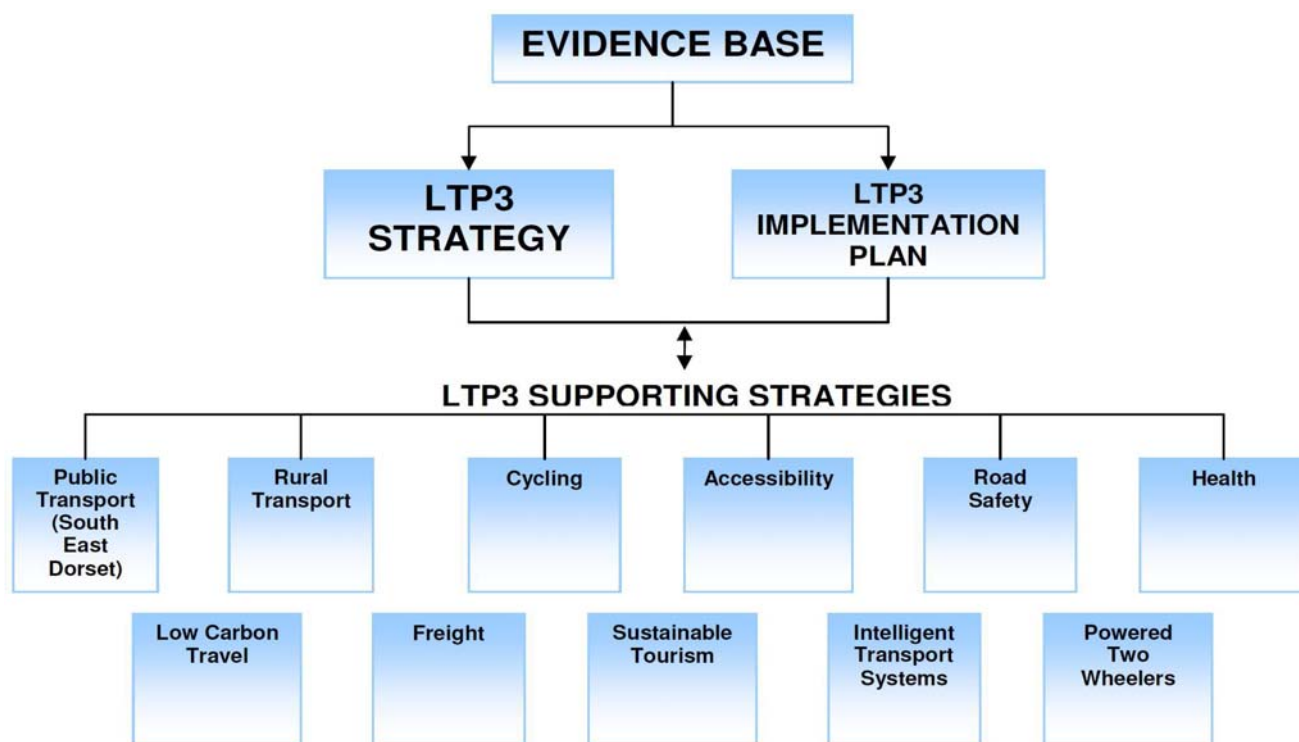 EVIDENCE BASE
LTP3
STRATEGY
LTP3
IMPLEMENTATION
PLAN
LTP3 SUPPORTING STRATEGIES
Public
Transport
(South
East
Dorset)
Rural
Transport
Cycling
Accessibility
Road
Safety
Health
Low Carbon
Travel
Freight
Sustainable
Tourism
Intelligent
Transport
Systems
Powered
Two
Wheelers